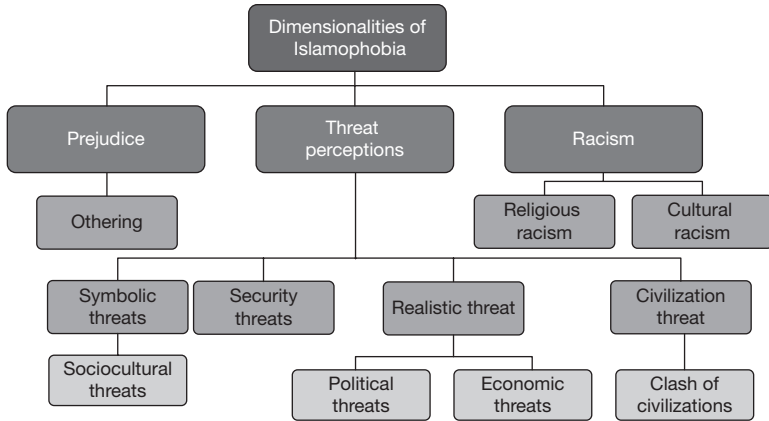 Dimensionalities of
Islamophobia
Prejudice
Threat
perceptions
Racism
Othering
Religious
racism
Cultural
racism
Symbolic
threats
Security
threats
Realistic threat
Civilization
threat
Sociocultural
threats
Political
threats
Economic
threats
Clash of
civilizations